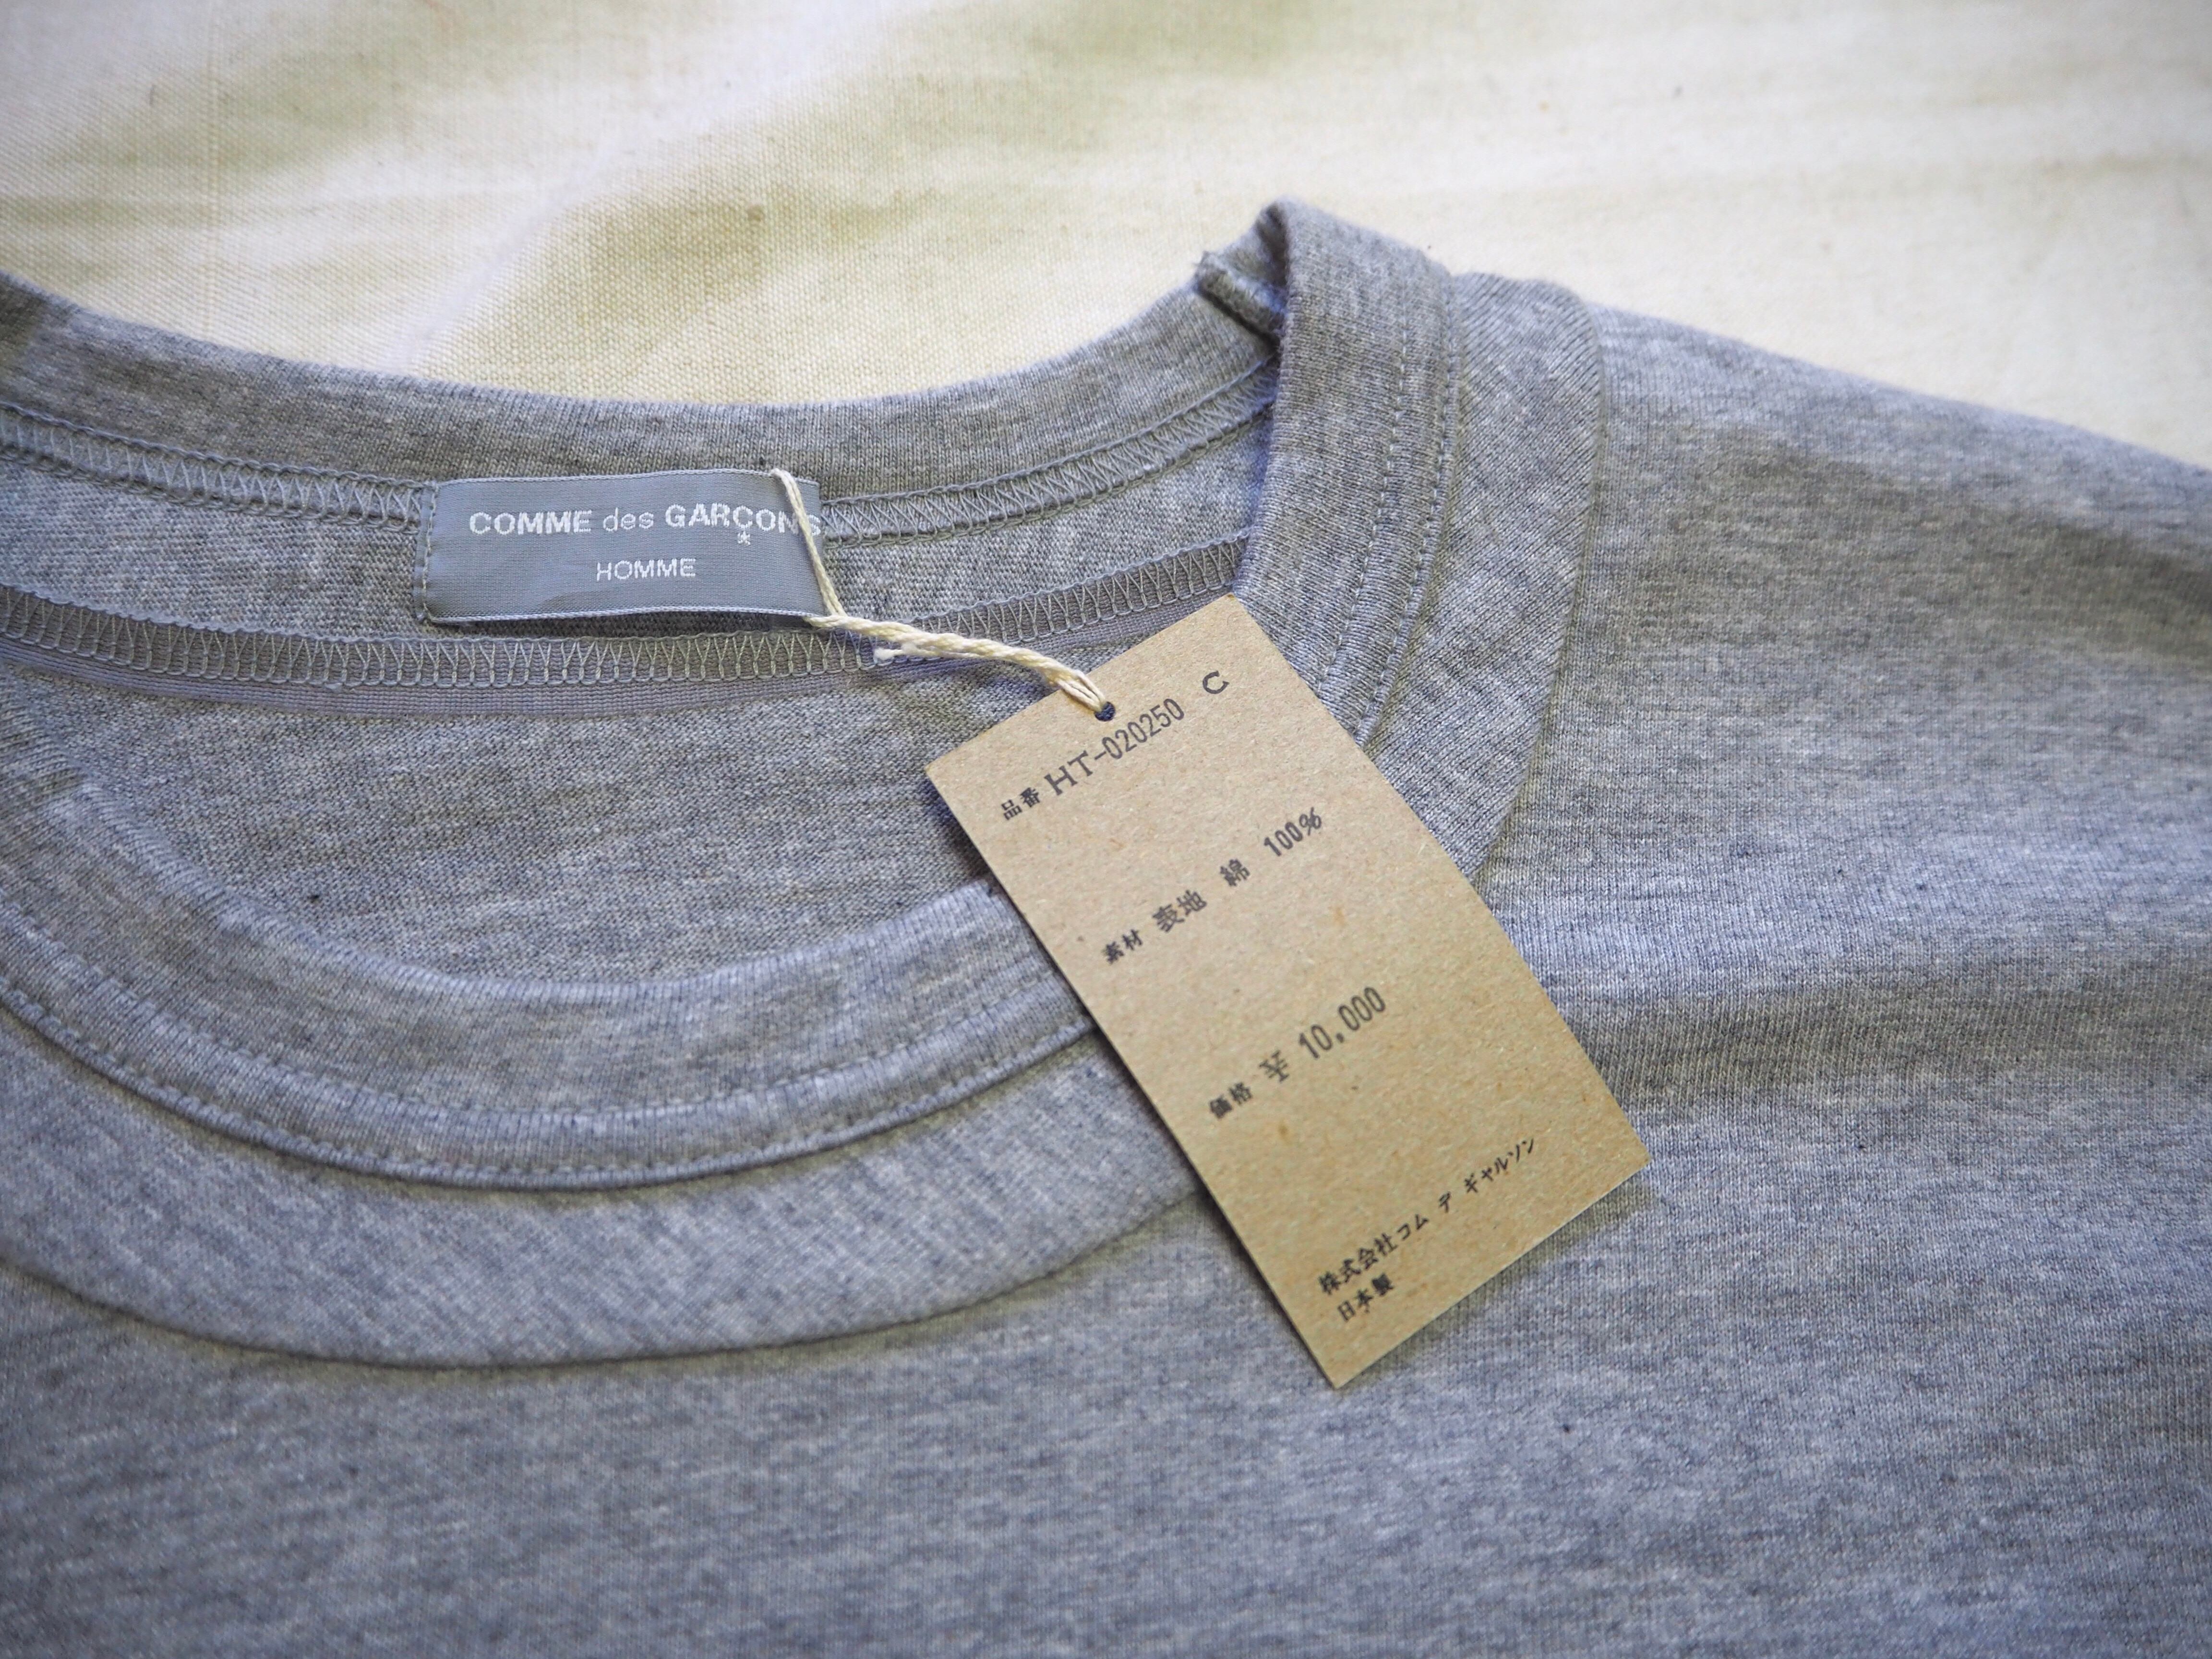 COMME des GARÇONS
HOMME
品番 HT-020250 C
素材 表地 綿 100%
価格 ¥ 10,000
株式会社コム デ ギャルソン
日本製